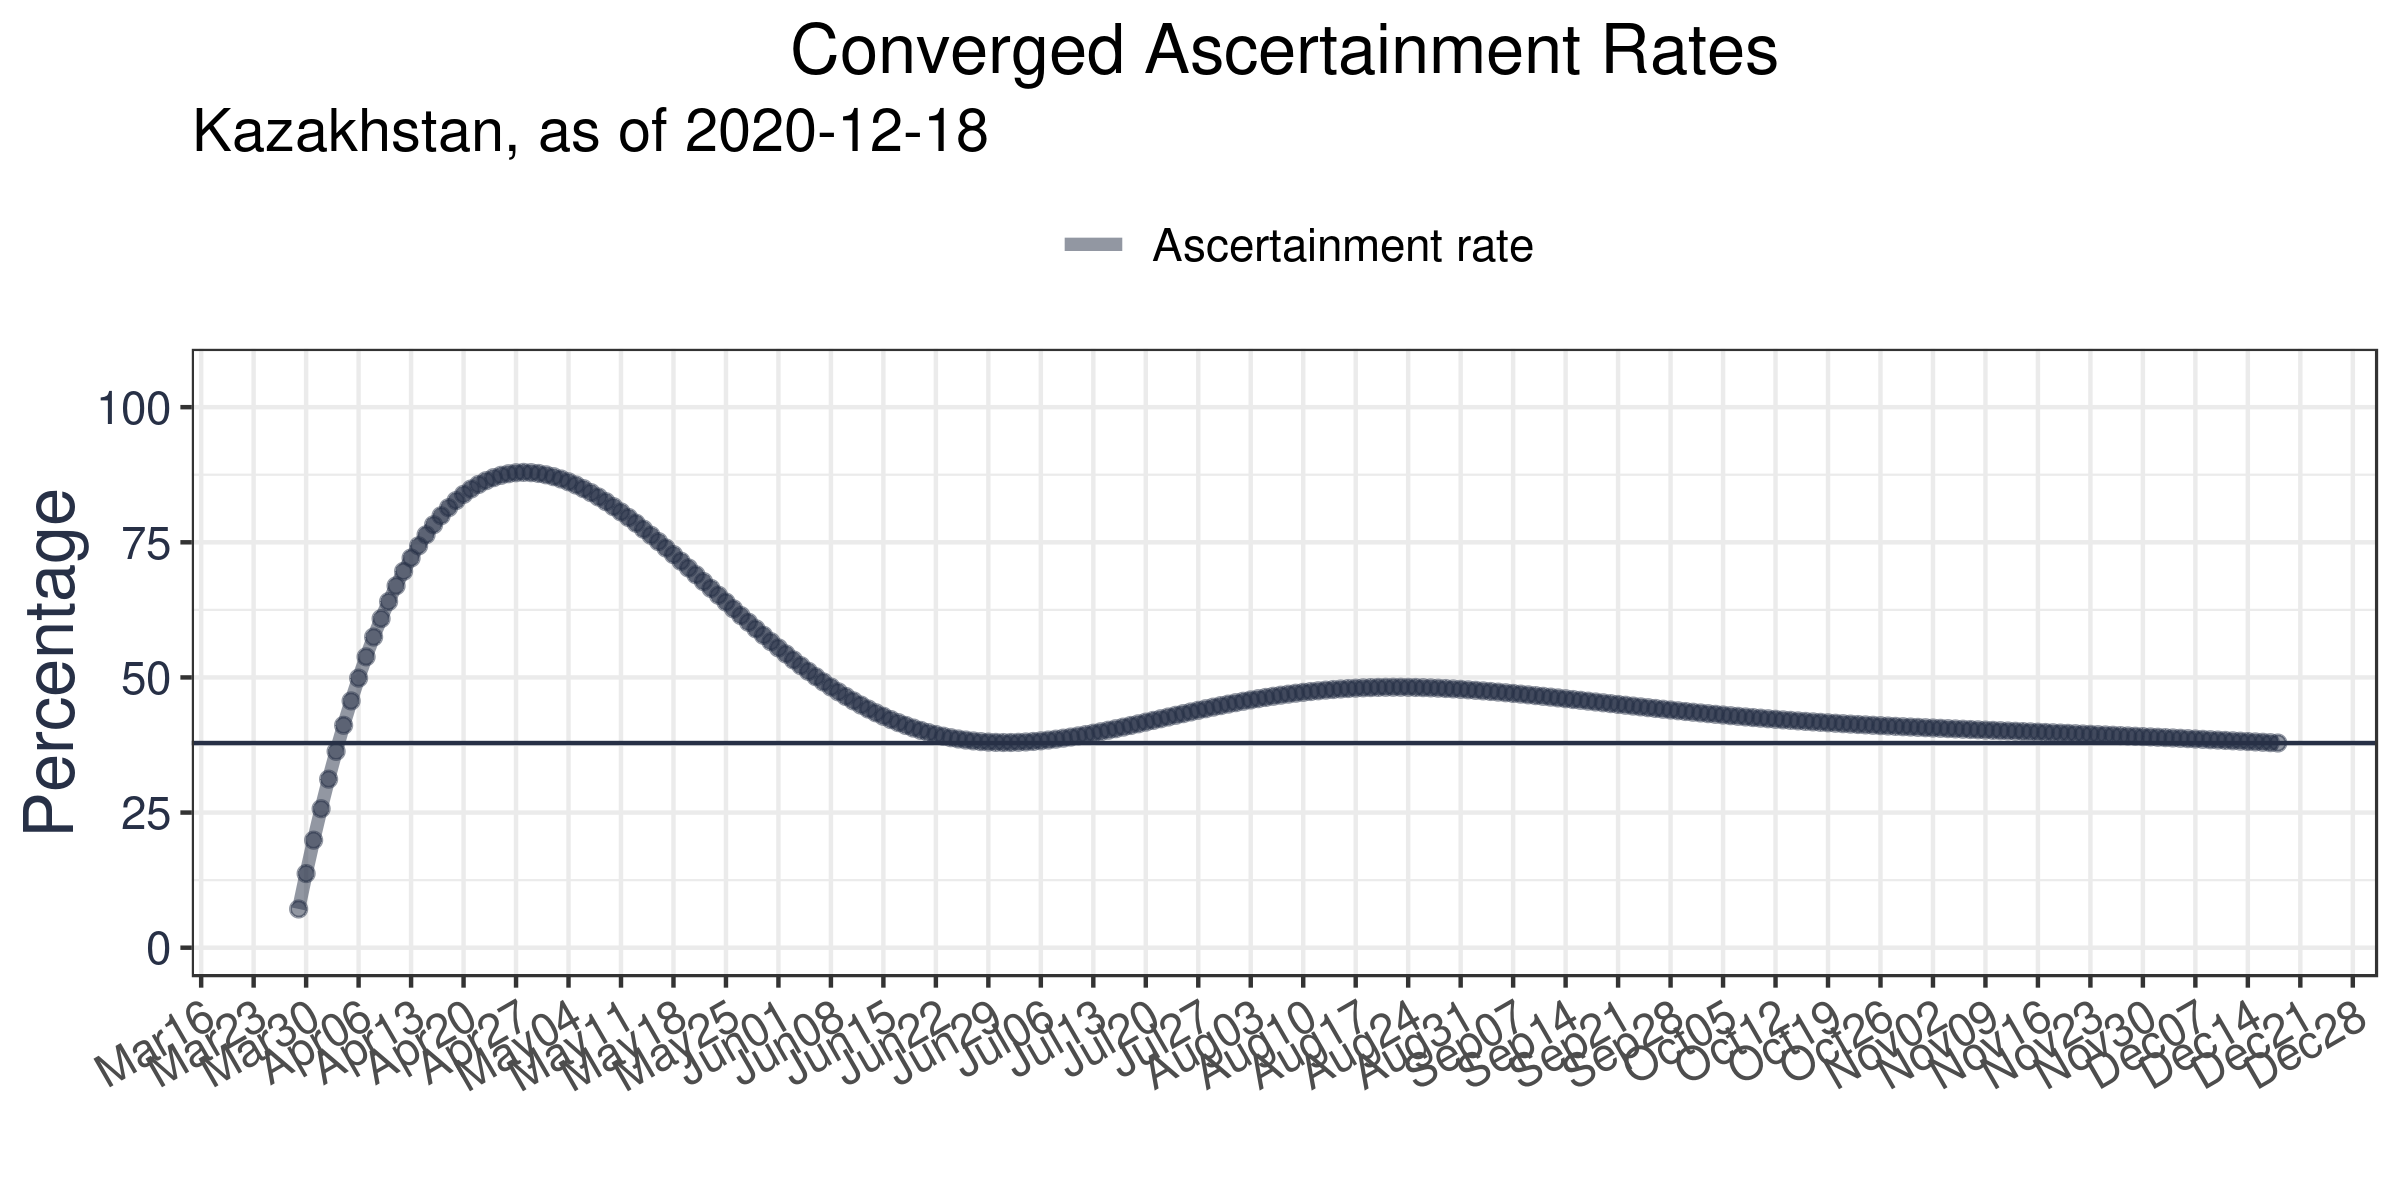 Converged Ascertainment Rates
Kazakhstan, as of 2020-12-18
Ascertainment rate
Percentage
100
75
50
25
0
Mar16
Mar23
Mar30
Apr06
Apr13
Apr20
Apr27
May04
May11
May18
May25
Jun01
Jun08
Jun15
Jun22
Jun29
Jul06
Jul13
Jul20
Jul27
Aug03
Aug10
Aug17
Aug24
Aug31
Sep07
Sep14
Sep21
Sep28
Oct05
Oct12
Oct19
Oct26
Nov02
Nov09
Nov16
Nov23
Nov30
Dec07
Dec14
Dec21
Dec28